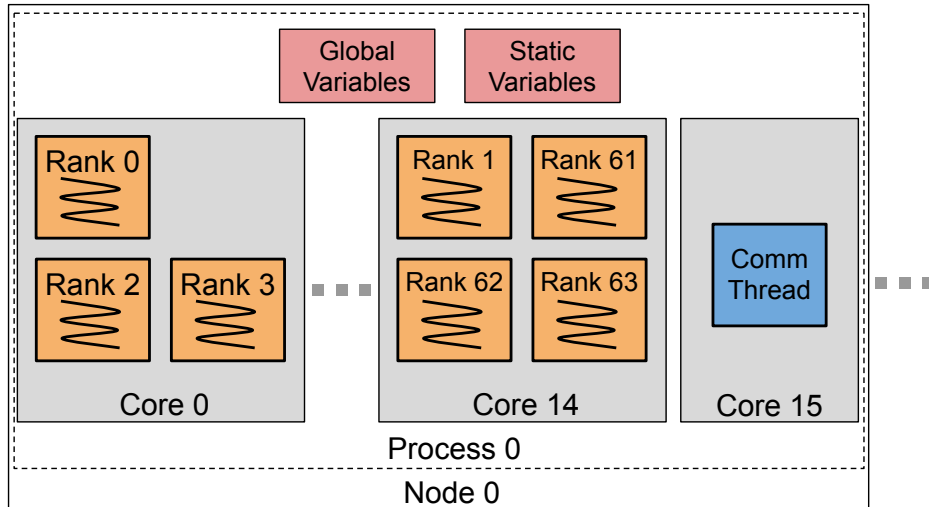 Global
Variables
Static
Variables
Rank 0
Rank 2
Rank 3
Core 0
Rank 1
Rank 61
Rank 62
Rank 63
Core 14
Comm
Thread
Core 15
Process 0
Node 0